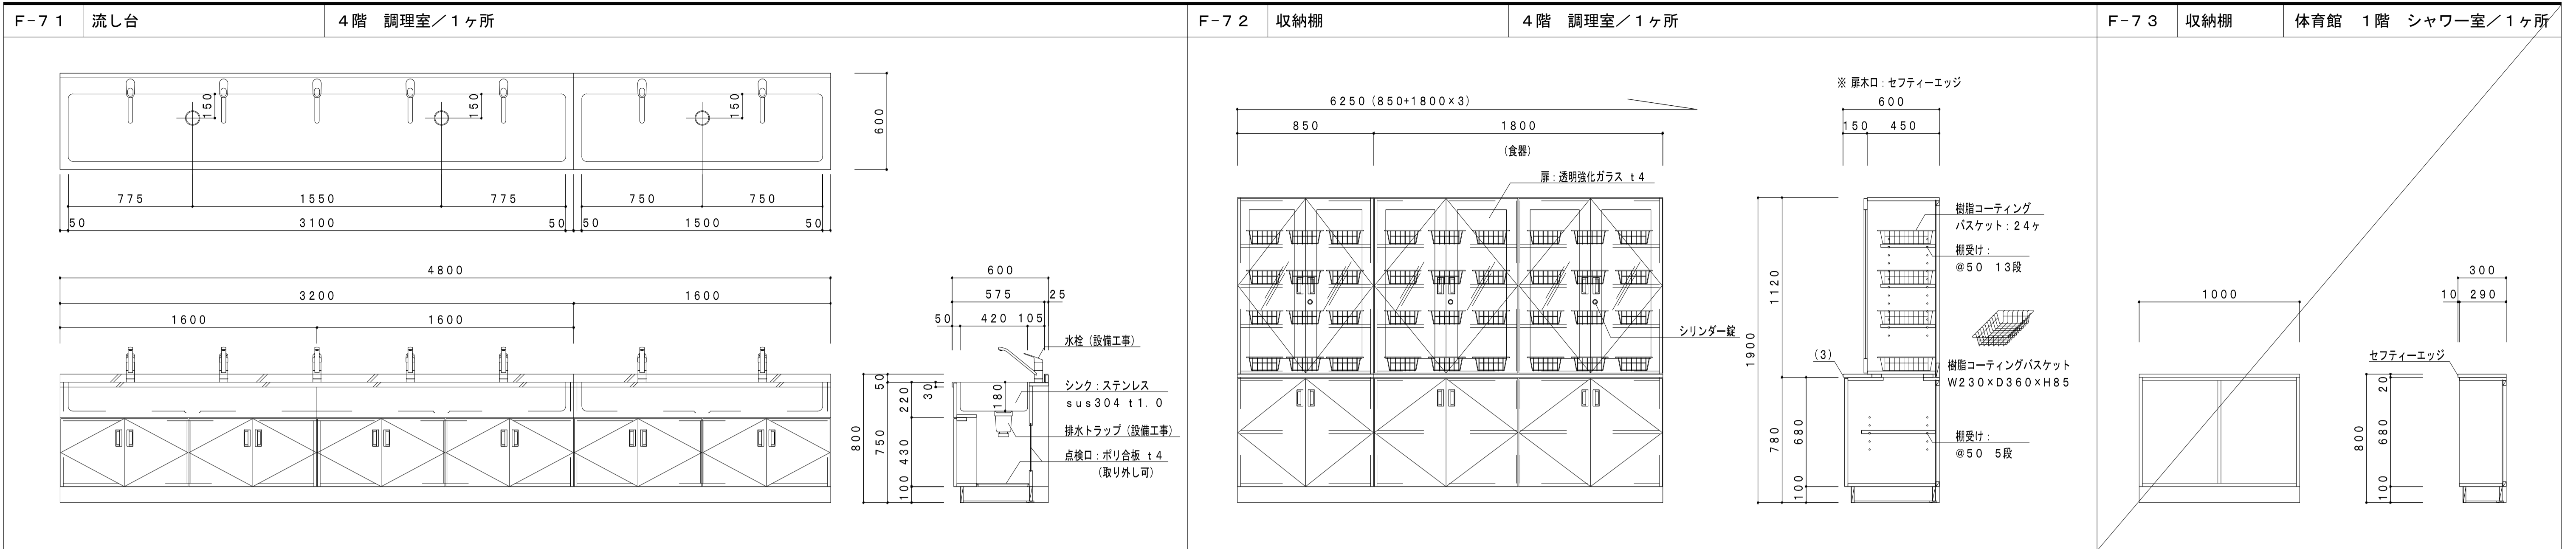 F-71 流し台 4階 調理室/1ヶ所
150 150 150
600
775 1550 775 750 750
50 3100 50 50 1500 50
4800
3200 1600
1600 1600
600
575 25
50 420 105
水栓(設備工事)
シンク:ステンレス
sus304 t1.0
排水トラップ(設備工事)
点検口:ポリ合板 t4
(取り外し可)
800
750 50
100 430 220
30
180
F-72 収納棚 4階 調理室/1ヶ所
6250(850+1800×3)
850 1800
(食器)
扉:透明強化ガラス t4
シリンダー錠
※ 扉木口:セフティーエッジ
600
150 450
1900
780 1120
100 680
(3)
樹脂コーティング
バスケット:24ヶ
棚受け:
@50 13段
樹脂コーティングバスケット
W230×D360×H85
棚受け:
@50 5段
F-73 収納棚 体育館 1階 シャワー室/1ヶ所
1000
300
10 290
セフティーエッジ
800
100 680 20